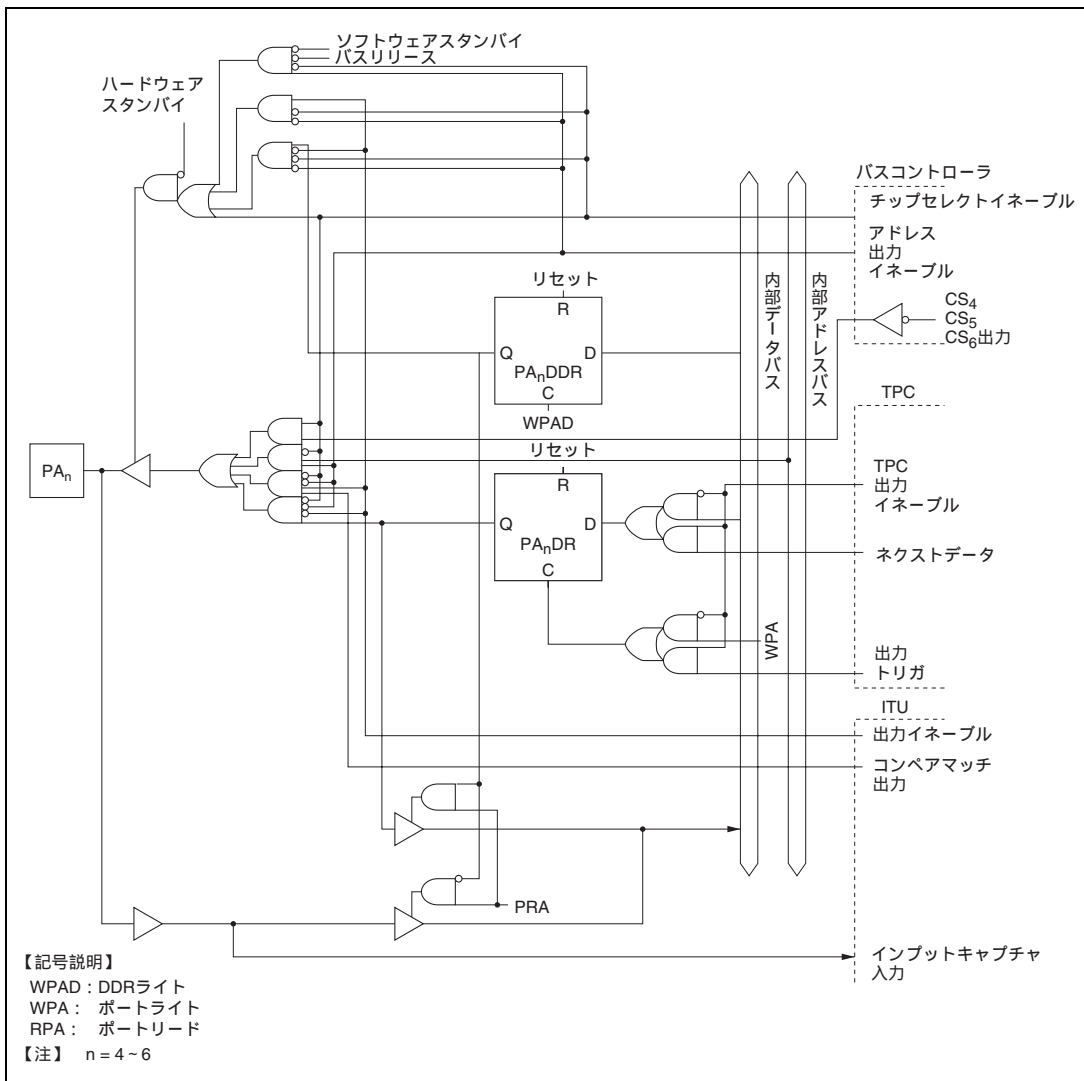 ソフトウェアスタンバイ
バスリリース
ハードウェア
スタンバイ
バスコントローラ
チップセレクトイネーブル
アドレス
出力
イネーブル
CS4
CS5
CS6出力
内部データバス
内部アドレスバス
リセット
R
Q
D
PAnDDR
C
WPAD
リセット
R
Q
D
PAnDR
C
PAn
TPC
TPC
出力
イネーブル
ネクストデータ
WPA
出力
トリガ
ITU
出力イネーブル
コンペアマッチ
出力
PRA
インプットキャプチャ
入力
【記号説明】
WPAD : DDRライト
WPA : ポートライト
RPA : ポートリード
【注】 n = 4 ~ 6